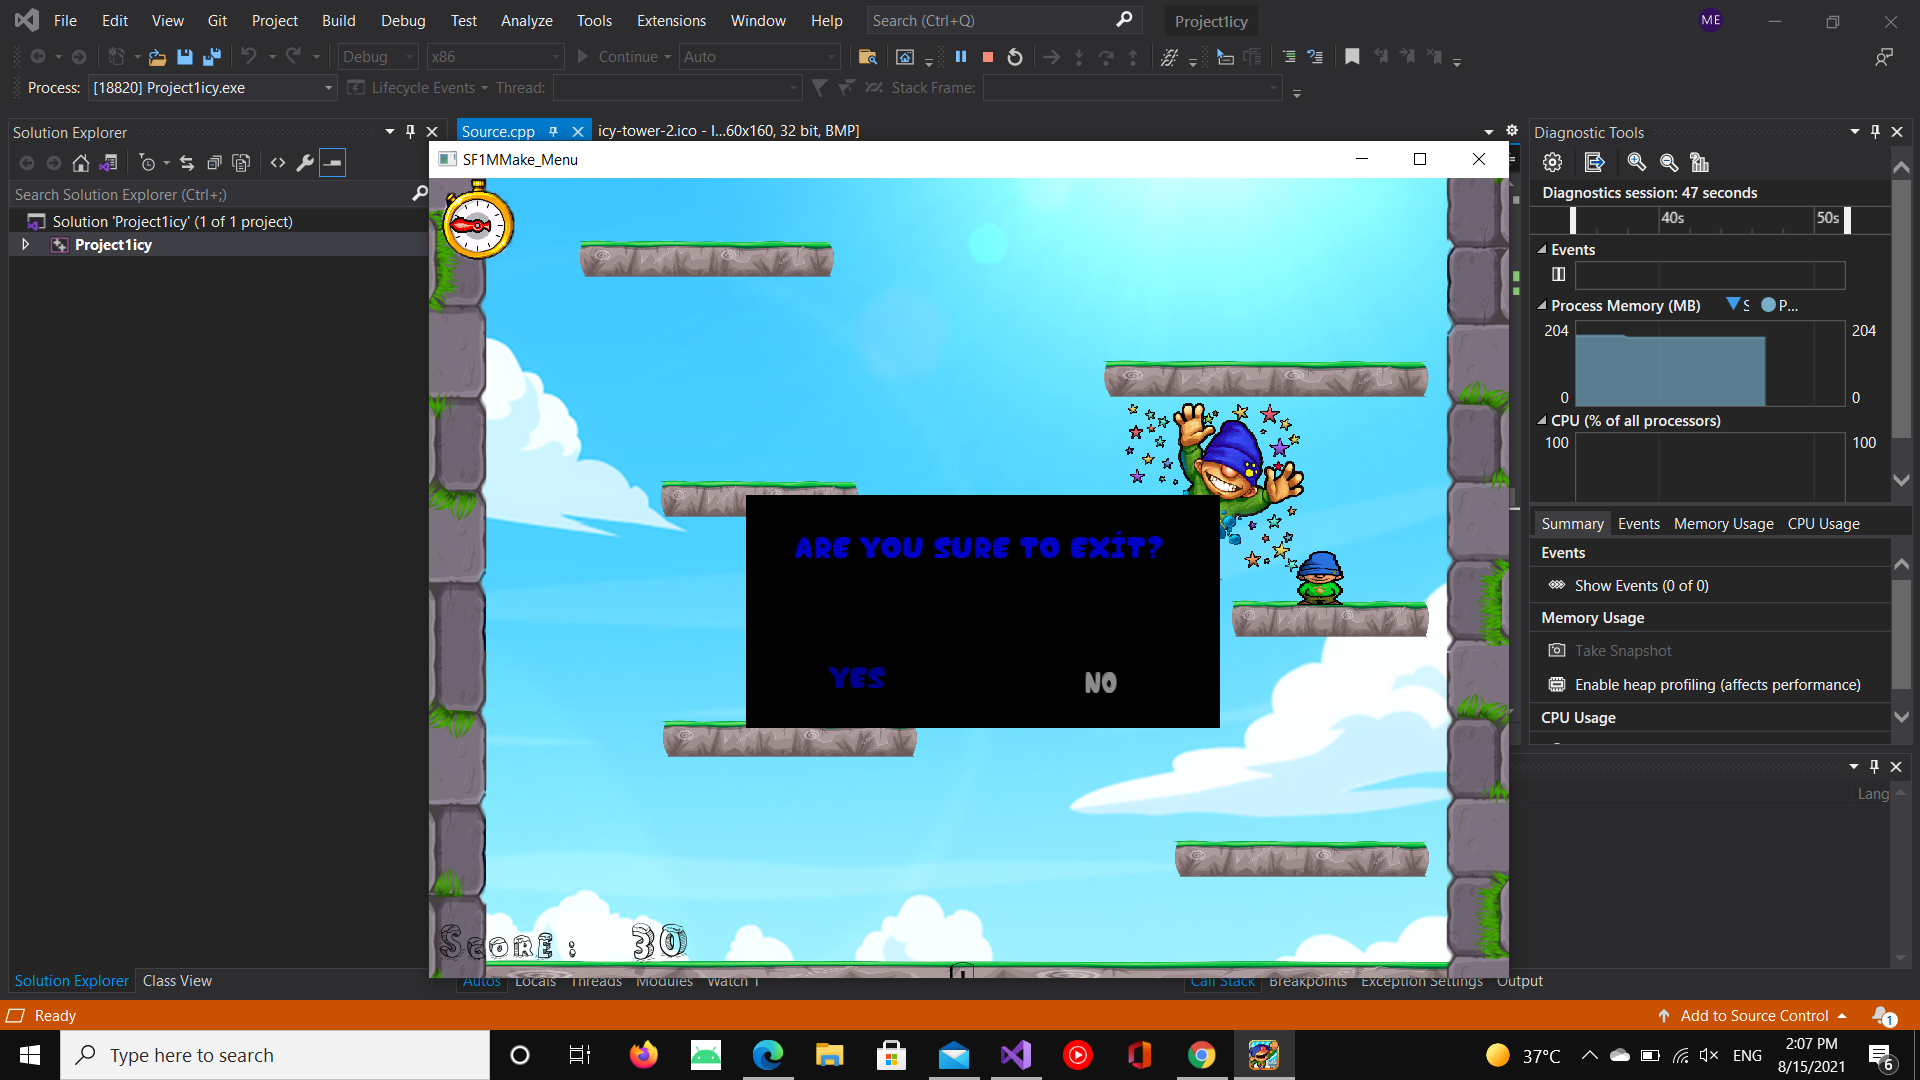 File Edit View Git Project Build Debug Test Analyze Tools Extensions Window Help Search (Ctrl+Q) Project1icy ME
Debug x86 Continue Auto
Process: [18820] Project1icy.exe Lifecycle Events Thread: Stack Frame:
Solution Explorer
Source.cpp icy-tower-2.ico - I...60x160, 32 bit, BMP]
Diagnostic Tools
SF1MMake_Menu
Search Solution Explorer (Ctrl+;)
Solution 'Project1icy' (1 of 1 project)
Project1icy
Diagnostics session: 47 seconds
40s 50s
Events
Process Memory (MB) S P...
204 204
0 0
CPU (% of all processors)
100 100
Summary Events Memory Usage CPU Usage
Events
Show Events (0 of 0)
Memory Usage
Take Snapshot
Enable heap profiling (affects performance)
CPU Usage
Lang
ARE YOU SURE TO EXIT?
YES NO
SCORE : 30
Solution Explorer Class View
Autos Locals Threads Modules Watch 1
Call Stack Breakpoints Exception Settings Output
Ready
Add to Source Control
1
Type here to search
37°C ENG
2:07 PM
8/15/2021
6